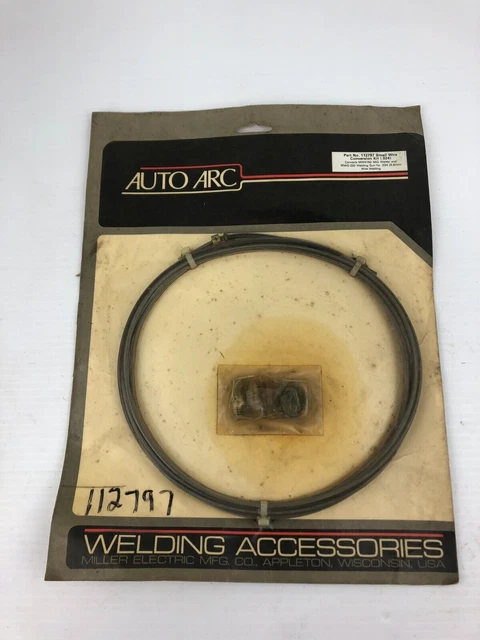 AUTO ARC
Part No. 112797 Small Wire
Conversion Kit (.024)
Welding
112797
WELDING ACCESSORIES
MILLER ELECTRIC MFG. CO., APPLETON, WISCONSIN, USA